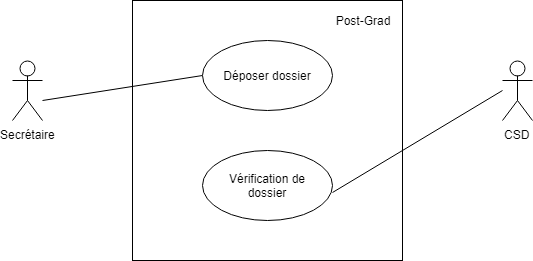 Post-Grad
Déposer dossier
Secrétaire
CSD
Vérification de
dossier